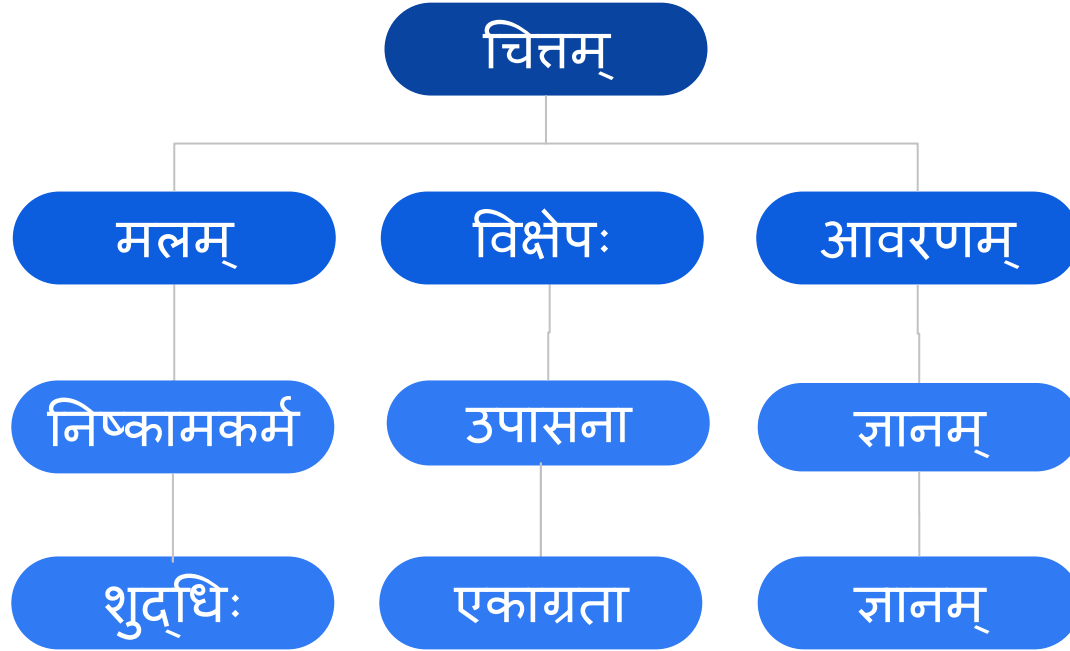 चित्तम्
मलम्
विक्षेपः
आवरणम्
निष्कामकर्म
उपासना
ज्ञानम्
शुद्धिः
एकाग्रता
ज्ञानम्